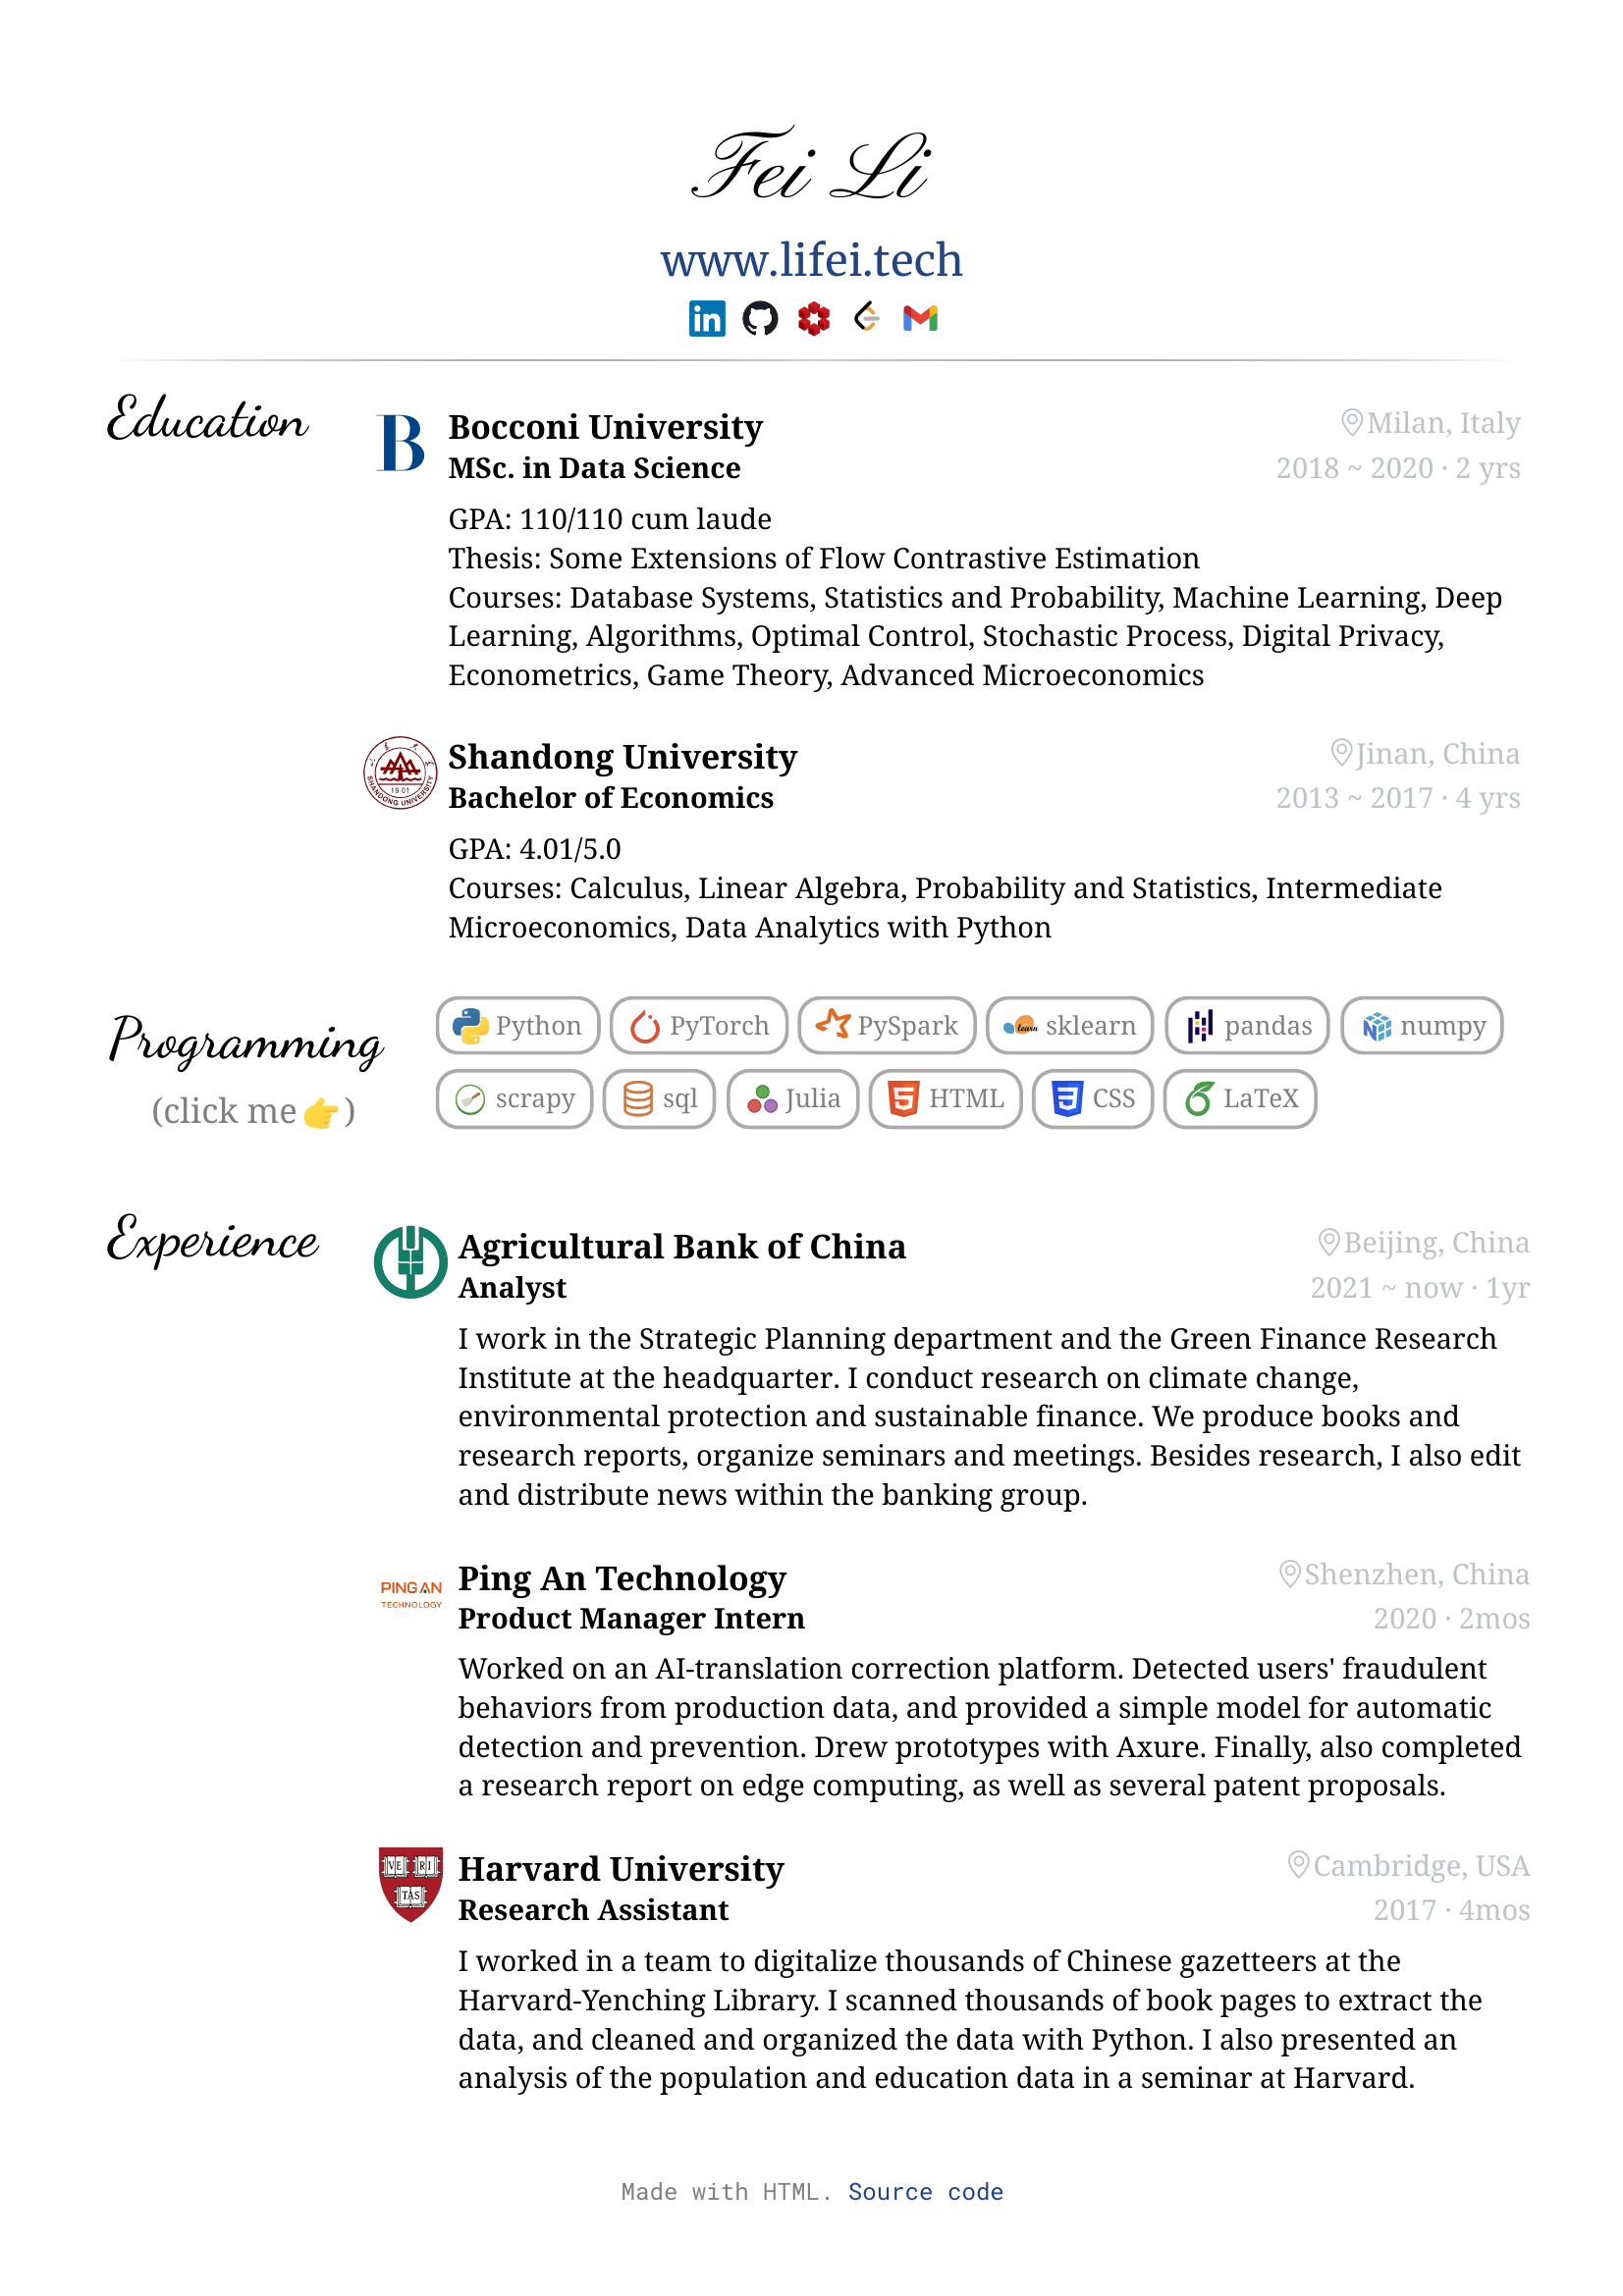 Fei Li
www.lifei.tech
in
Education
B
Bocconi University
Milan, Italy
MSc. in Data Science
2018 ~ 2020 · 2 yrs
GPA: 110/110 cum laude
Thesis: Some Extensions of Flow Contrastive Estimation
Courses: Database Systems, Statistics and Probability, Machine Learning, Deep
Learning, Algorithms, Optimal Control, Stochastic Process, Digital Privacy,
Econometrics, Game Theory, Advanced Microeconomics
SHANDONG UNIVERSITY
1901
Shandong University
Jinan, China
Bachelor of Economics
2013 ~ 2017 · 4 yrs
GPA: 4.01/5.0
Courses: Calculus, Linear Algebra, Probability and Statistics, Intermediate
Microeconomics, Data Analytics with Python
Programming
(click me👉)
Python PyTorch PySpark learn sklearn pandas numpy
scrapy sql Julia HTML CSS LaTeX
Experience
Agricultural Bank of China
Beijing, China
Analyst
2021 ~ now · 1yr
I work in the Strategic Planning department and the Green Finance Research
Institute at the headquarter. I conduct research on climate change,
environmental protection and sustainable finance. We produce books and
research reports, organize seminars and meetings. Besides research, I also edit
and distribute news within the banking group.
PING AN
TECHNOLOGY
Ping An Technology
Shenzhen, China
Product Manager Intern
2020 · 2mos
Worked on an AI-translation correction platform. Detected users' fraudulent
behaviors from production data, and provided a simple model for automatic
detection and prevention. Drew prototypes with Axure. Finally, also completed
a research report on edge computing, as well as several patent proposals.
VE RI
TAS
Harvard University
Cambridge, USA
Research Assistant
2017 · 4mos
I worked in a team to digitalize thousands of Chinese gazetteers at the
Harvard-Yenching Library. I scanned thousands of book pages to extract the
data, and cleaned and organized the data with Python. I also presented an
analysis of the population and education data in a seminar at Harvard.
Made with HTML. Source code